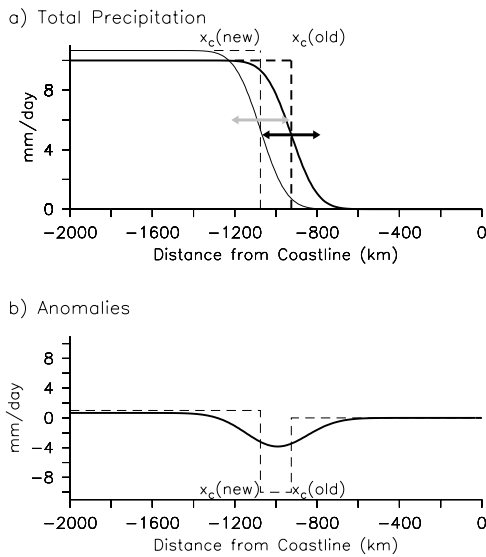 a) Total Precipitation
x_c(new) x_c(old)
mm/day
8
4
0
−2000 −1600 −1200 −800 −400 0
Distance from Coastline (km)
b) Anomalies
mm/day
8
4
0
−4
−8
x_c(new) x_c(old)
−2000 −1600 −1200 −800 −400 0
Distance from Coastline (km)